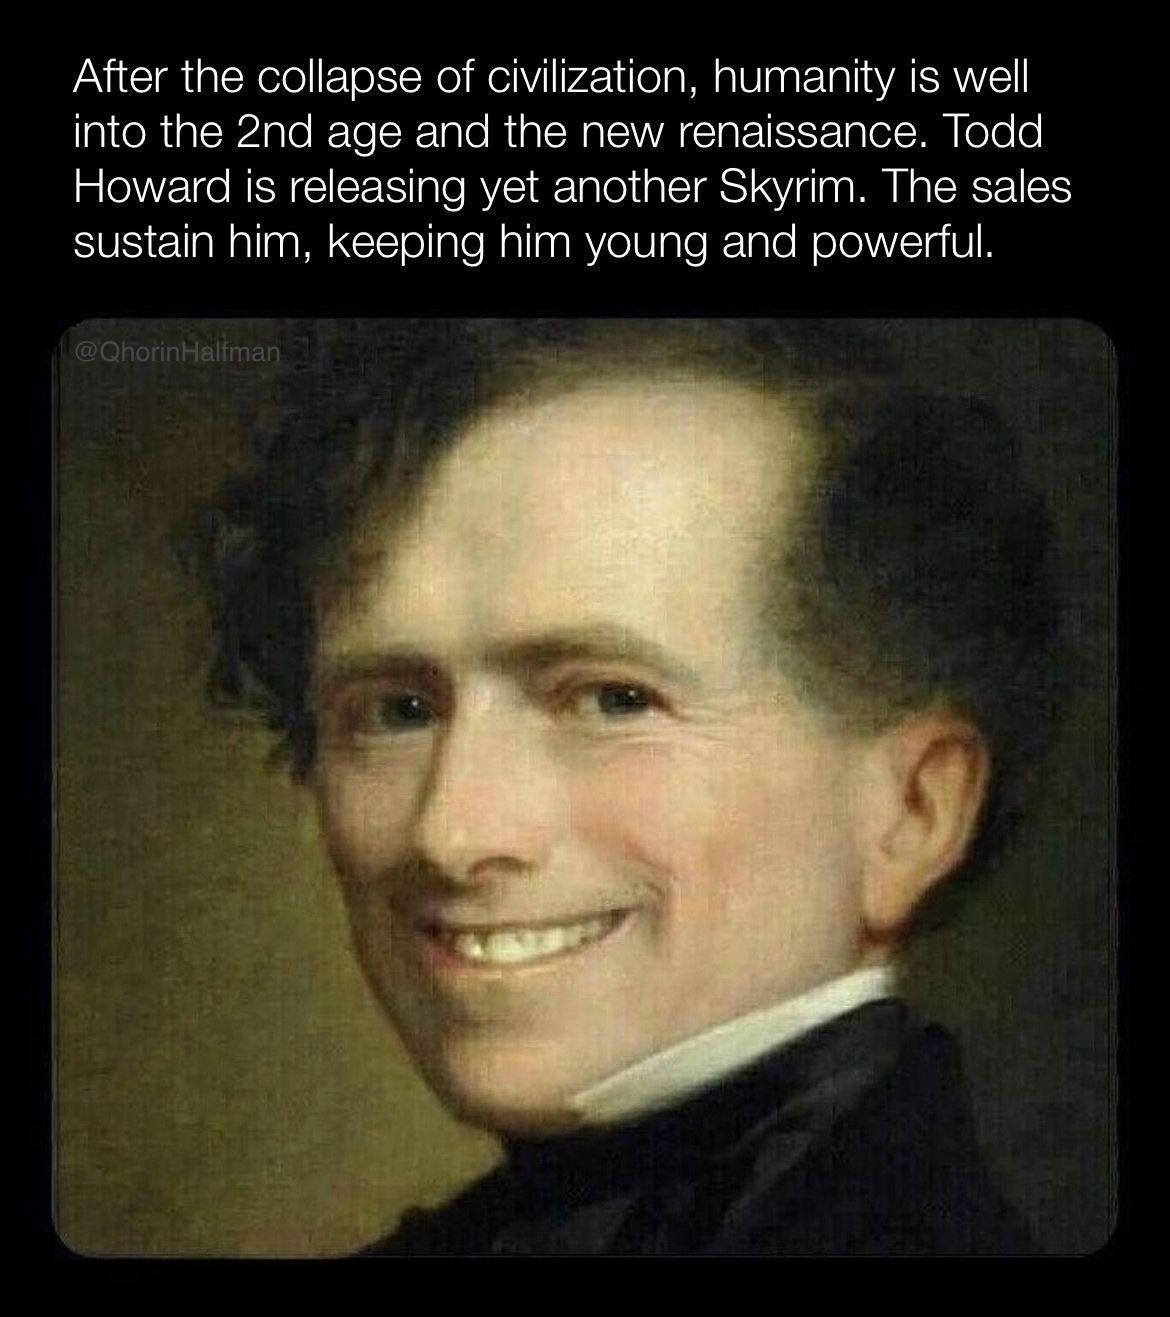 After the collapse of civilization, humanity is well
into the 2nd age and the new renaissance. Todd
Howard is releasing yet another Skyrim. The sales
sustain him, keeping him young and powerful.
@QhorinHalfman